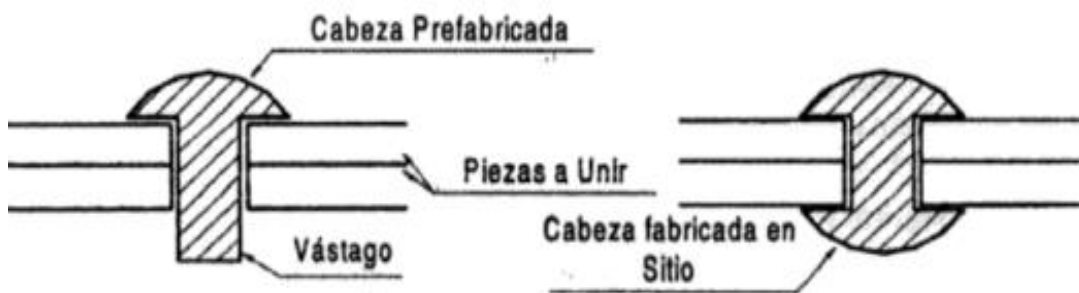 Cabeza Prefabricada
Piezas a Unir
Vástago
Cabeza fabricada en
Sitio